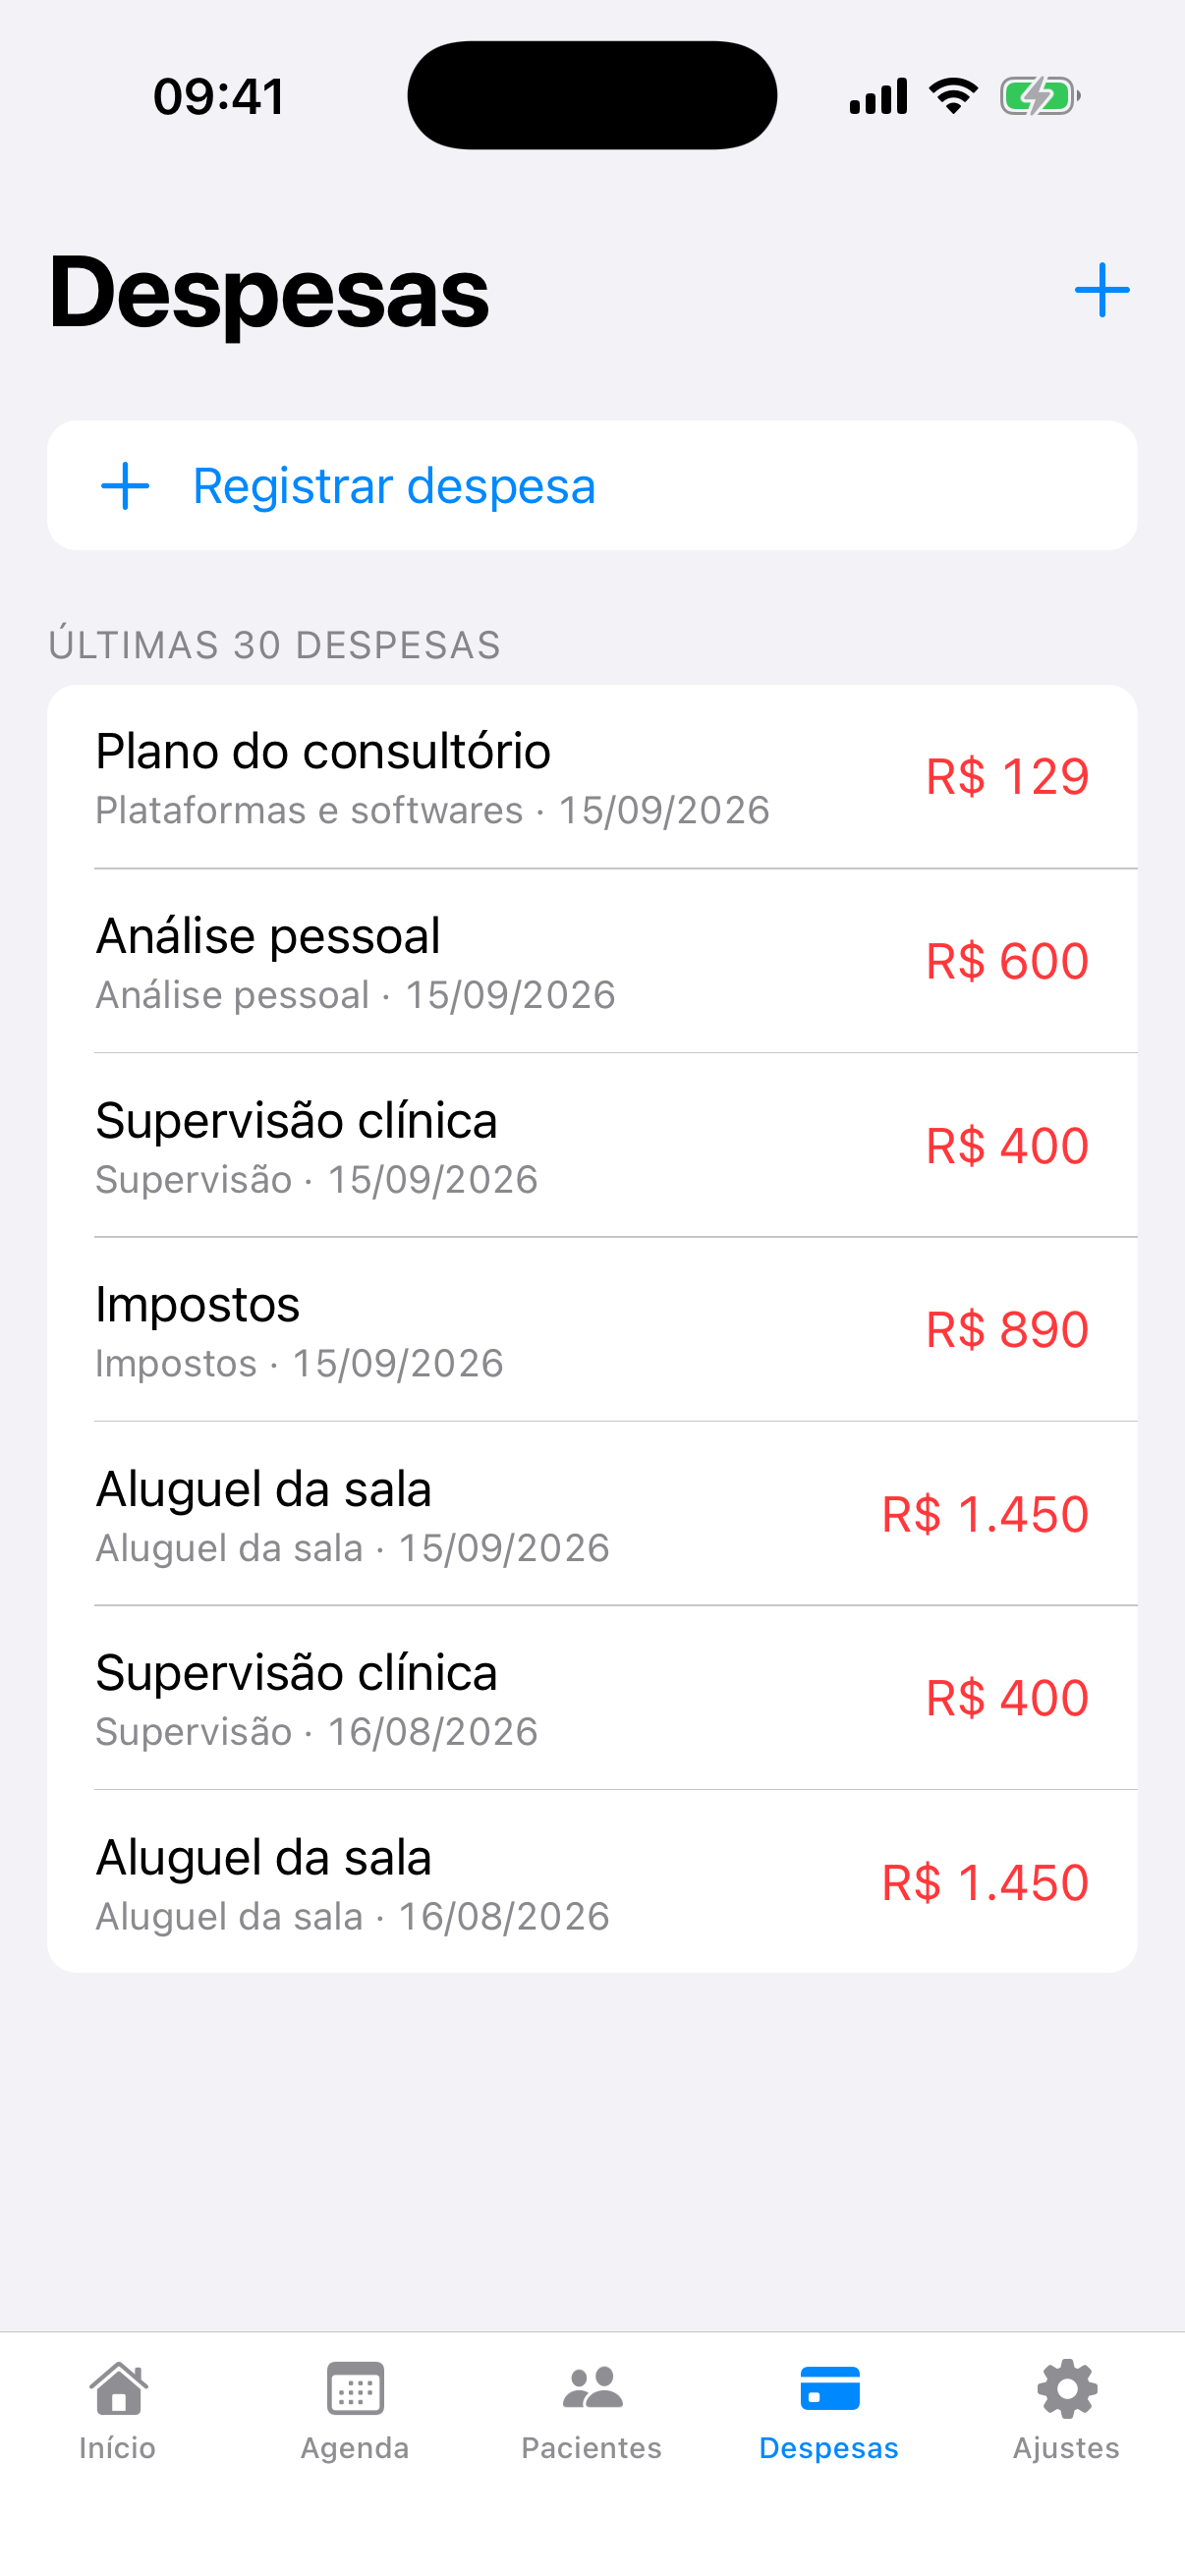 09:41
Despesas
Registrar despesa
ÚLTIMAS 30 DESPESAS
Plano do consultório
R$ 129
Plataformas e softwares · 15/09/2026
Análise pessoal
R$ 600
Análise pessoal · 15/09/2026
Supervisão clínica
R$ 400
Supervisão · 15/09/2026
Impostos
R$ 890
Impostos · 15/09/2026
Aluguel da sala
R$ 1.450
Aluguel da sala · 15/09/2026
Supervisão clínica
R$ 400
Supervisão · 16/08/2026
Aluguel da sala
R$ 1.450
Aluguel da sala · 16/08/2026
Início Agenda Pacientes Despesas Ajustes